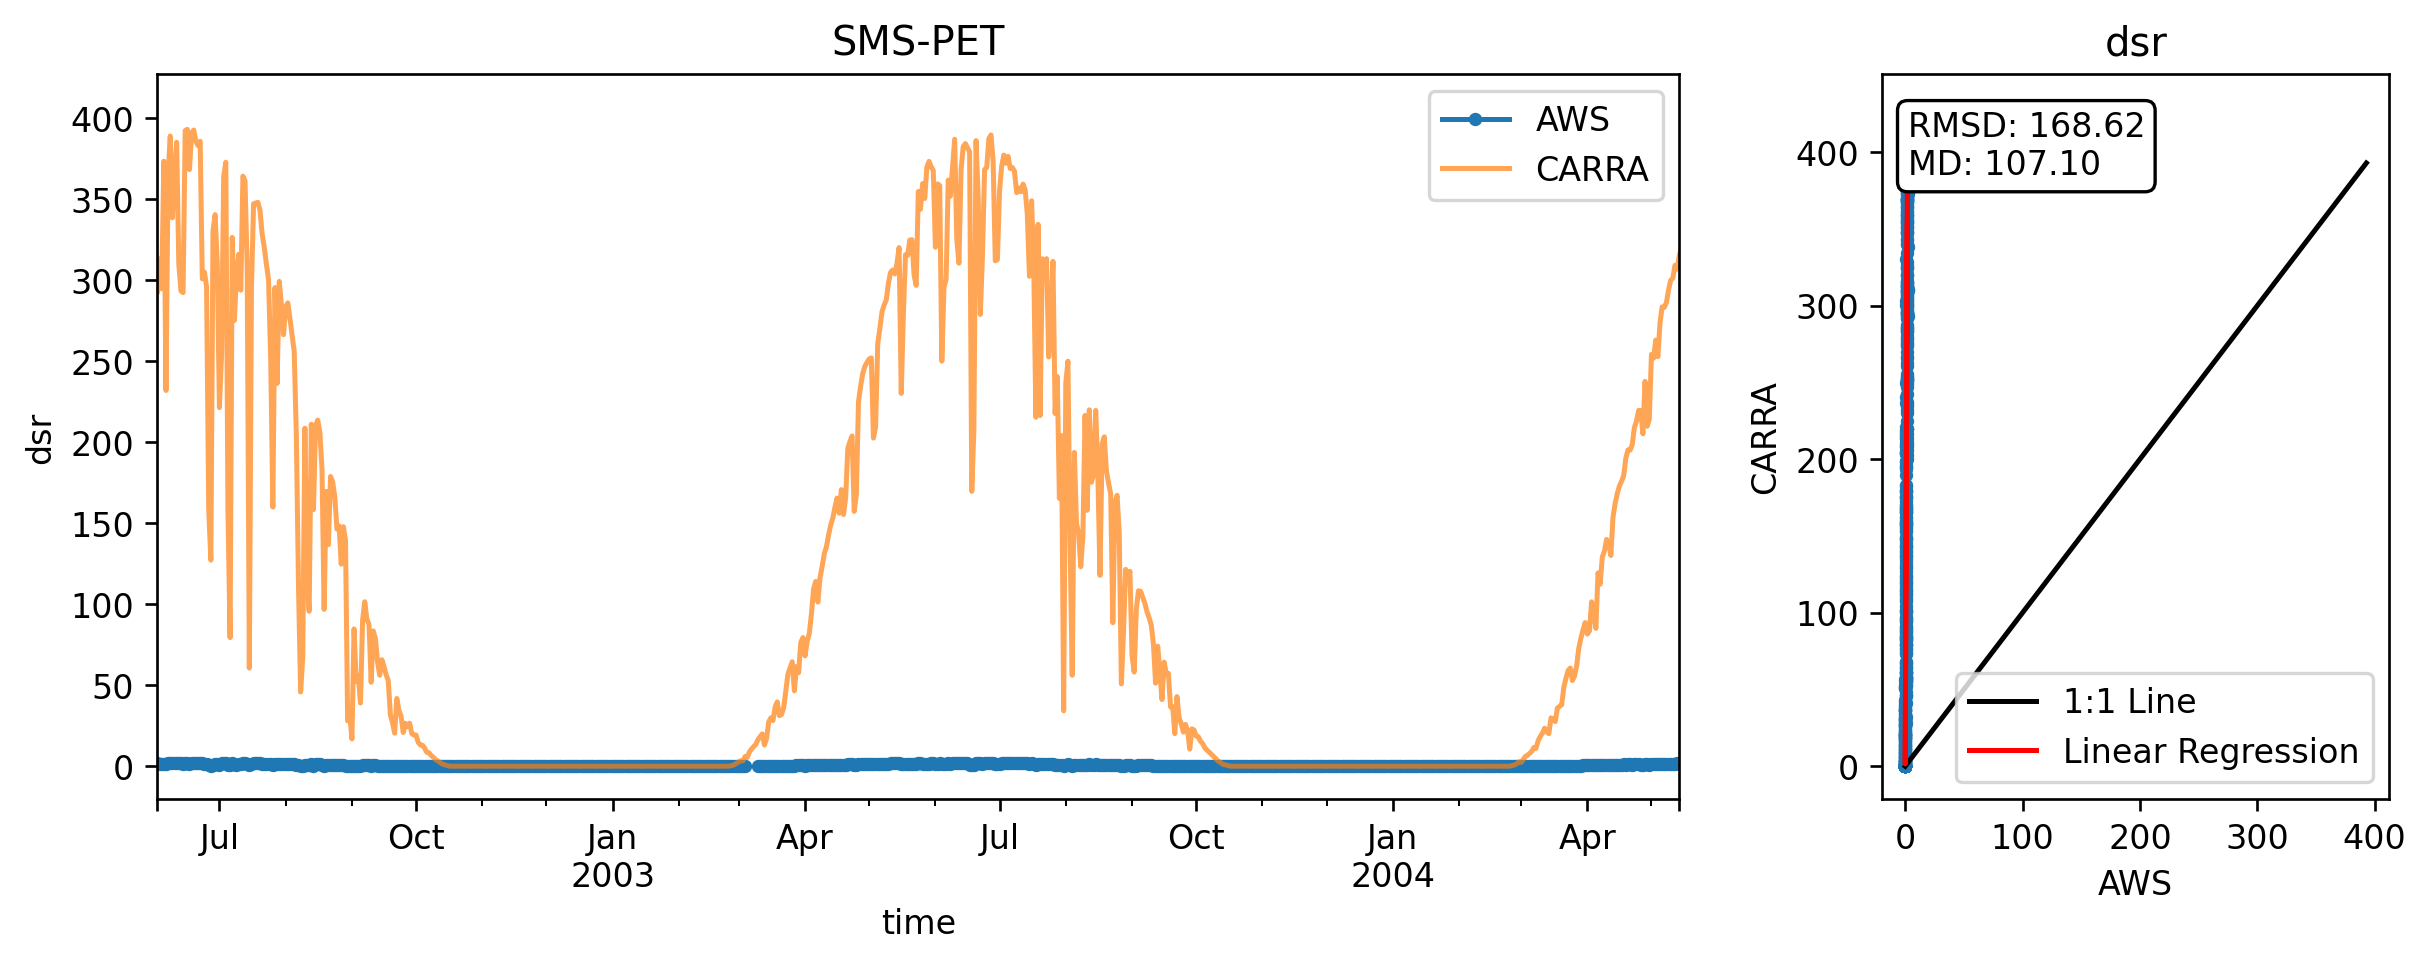 SMS-PET
dsr
400
350
300
250
200
150
100
50
0
AWS
CARRA
Jul
Oct
Jan
2003
Apr
Jul
Oct
Jan
2004
Apr
time
dsr
CARRA
400
300
200
100
0
RMSD: 168.62
MD: 107.10
1:1 Line
Linear Regression
0
100
200
300
400
AWS